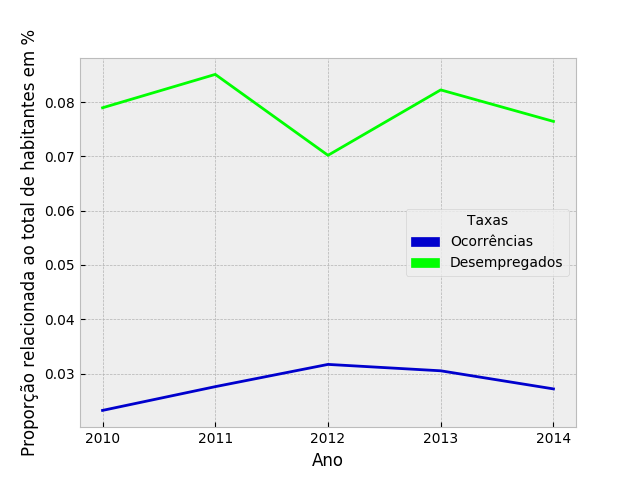 Proporção relacionada ao total de habitantes em %
0.08
0.07
0.06
0.05
0.04
0.03
Taxas
Ocorrências
Desempregados
2010 2011 2012 2013 2014
Ano